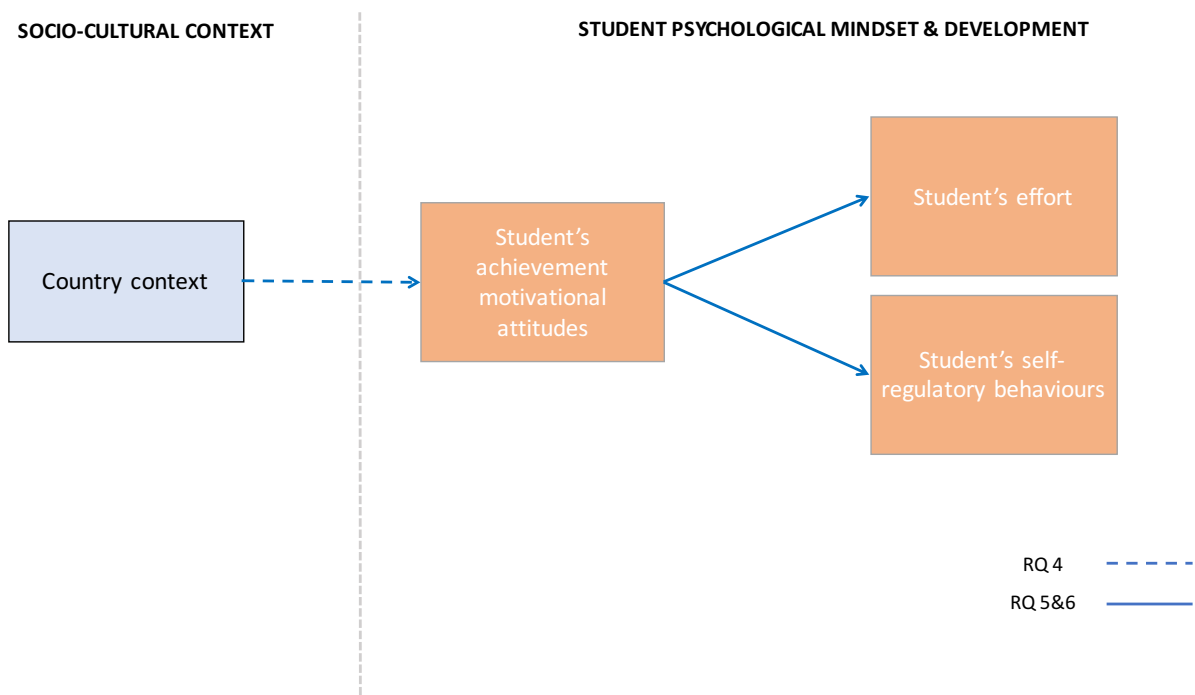 SOCIO-CULTURAL CONTEXT
STUDENT PSYCHOLOGICAL MINDSET & DEVELOPMENT
Country context
Student’s
achievement
motivational
attitudes
Student’s effort
Student’s self-
regulatory behaviours
RQ 4
RQ 5&6